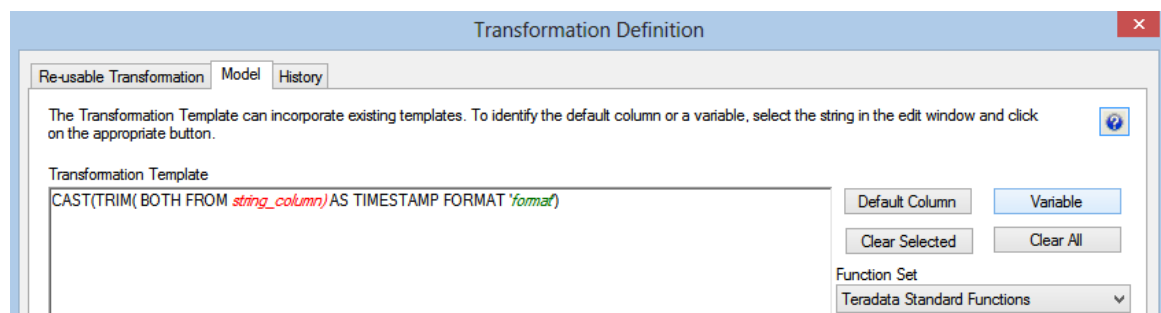 Transformation Definition
Re-usable Transformation Model History
The Transformation Template can incorporate existing templates. To identify the default column or a variable, select the string in the edit window and click
on the appropriate button.
Transformation Template
CAST(TRIM( BOTH FROM string_column) AS TIMESTAMP FORMAT 'format')
Default Column Variable
Clear Selected Clear All
Function Set
Teradata Standard Functions